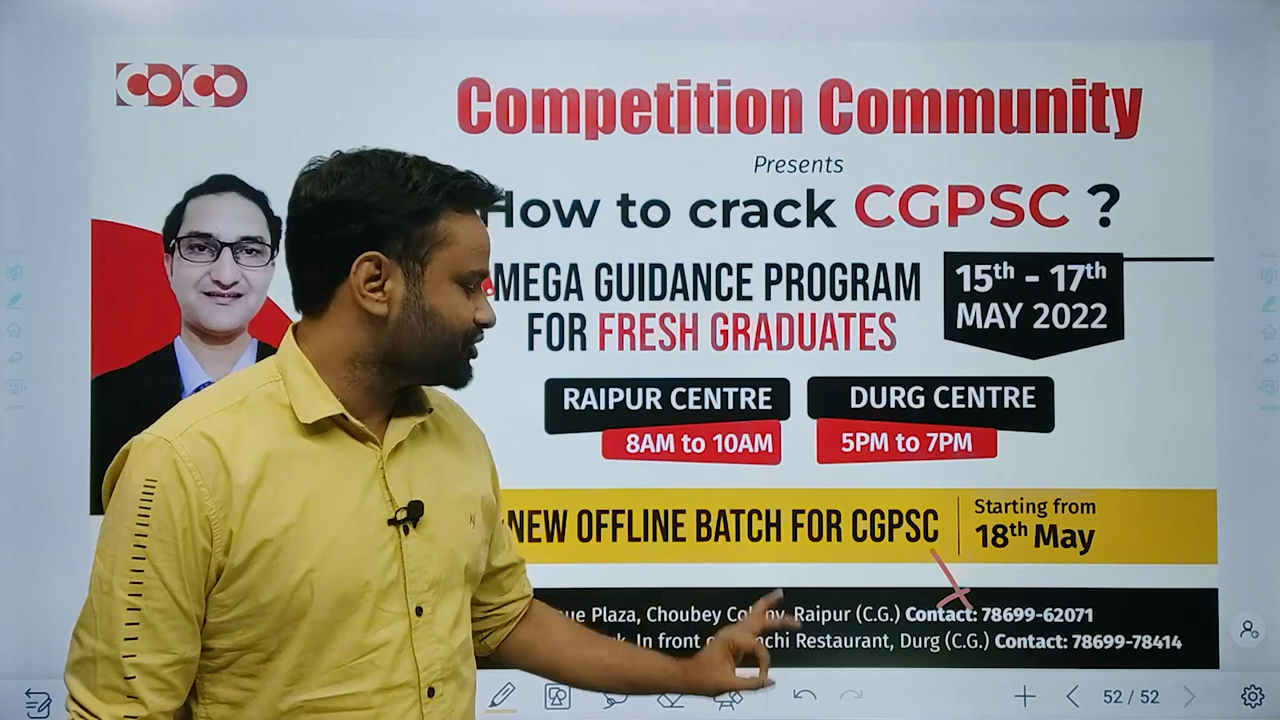 COCO
Competition Community
Presents
How to crack CGPSC ?
MEGA GUIDANCE PROGRAM
FOR FRESH GRADUATES
15th - 17th
MAY 2022
RAIPUR CENTRE
8AM to 10AM
DURG CENTRE
5PM to 7PM
NEW OFFLINE BATCH FOR CGPSC
Starting from
18th May
Plaza, Choubey Raipur (C.G.) Contact: 78699-62071
In front Restaurant, Durg (C.G.) Contact: 78699-78414
52 / 52